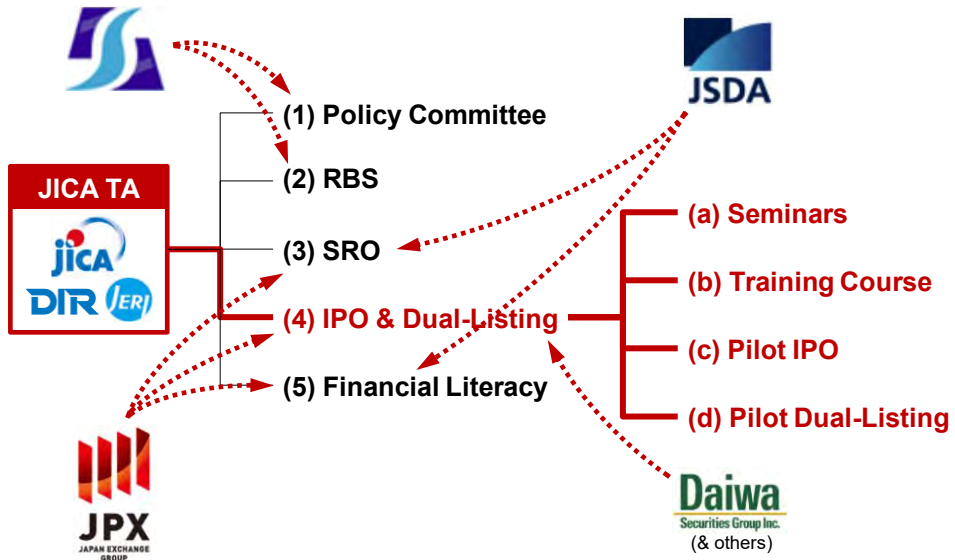 JSDA
(1) Policy Committee
(2) RBS
JICA TA
jICA
DIR JERI
(3) SRO
(4) IPO & Dual-Listing
(5) Financial Literacy
(a) Seminars
(b) Training Course
(c) Pilot IPO
(d) Pilot Dual-Listing
JPX
JAPAN EXCHANGE
GROUP
Daiwa
Securities Group Inc.
(& others)